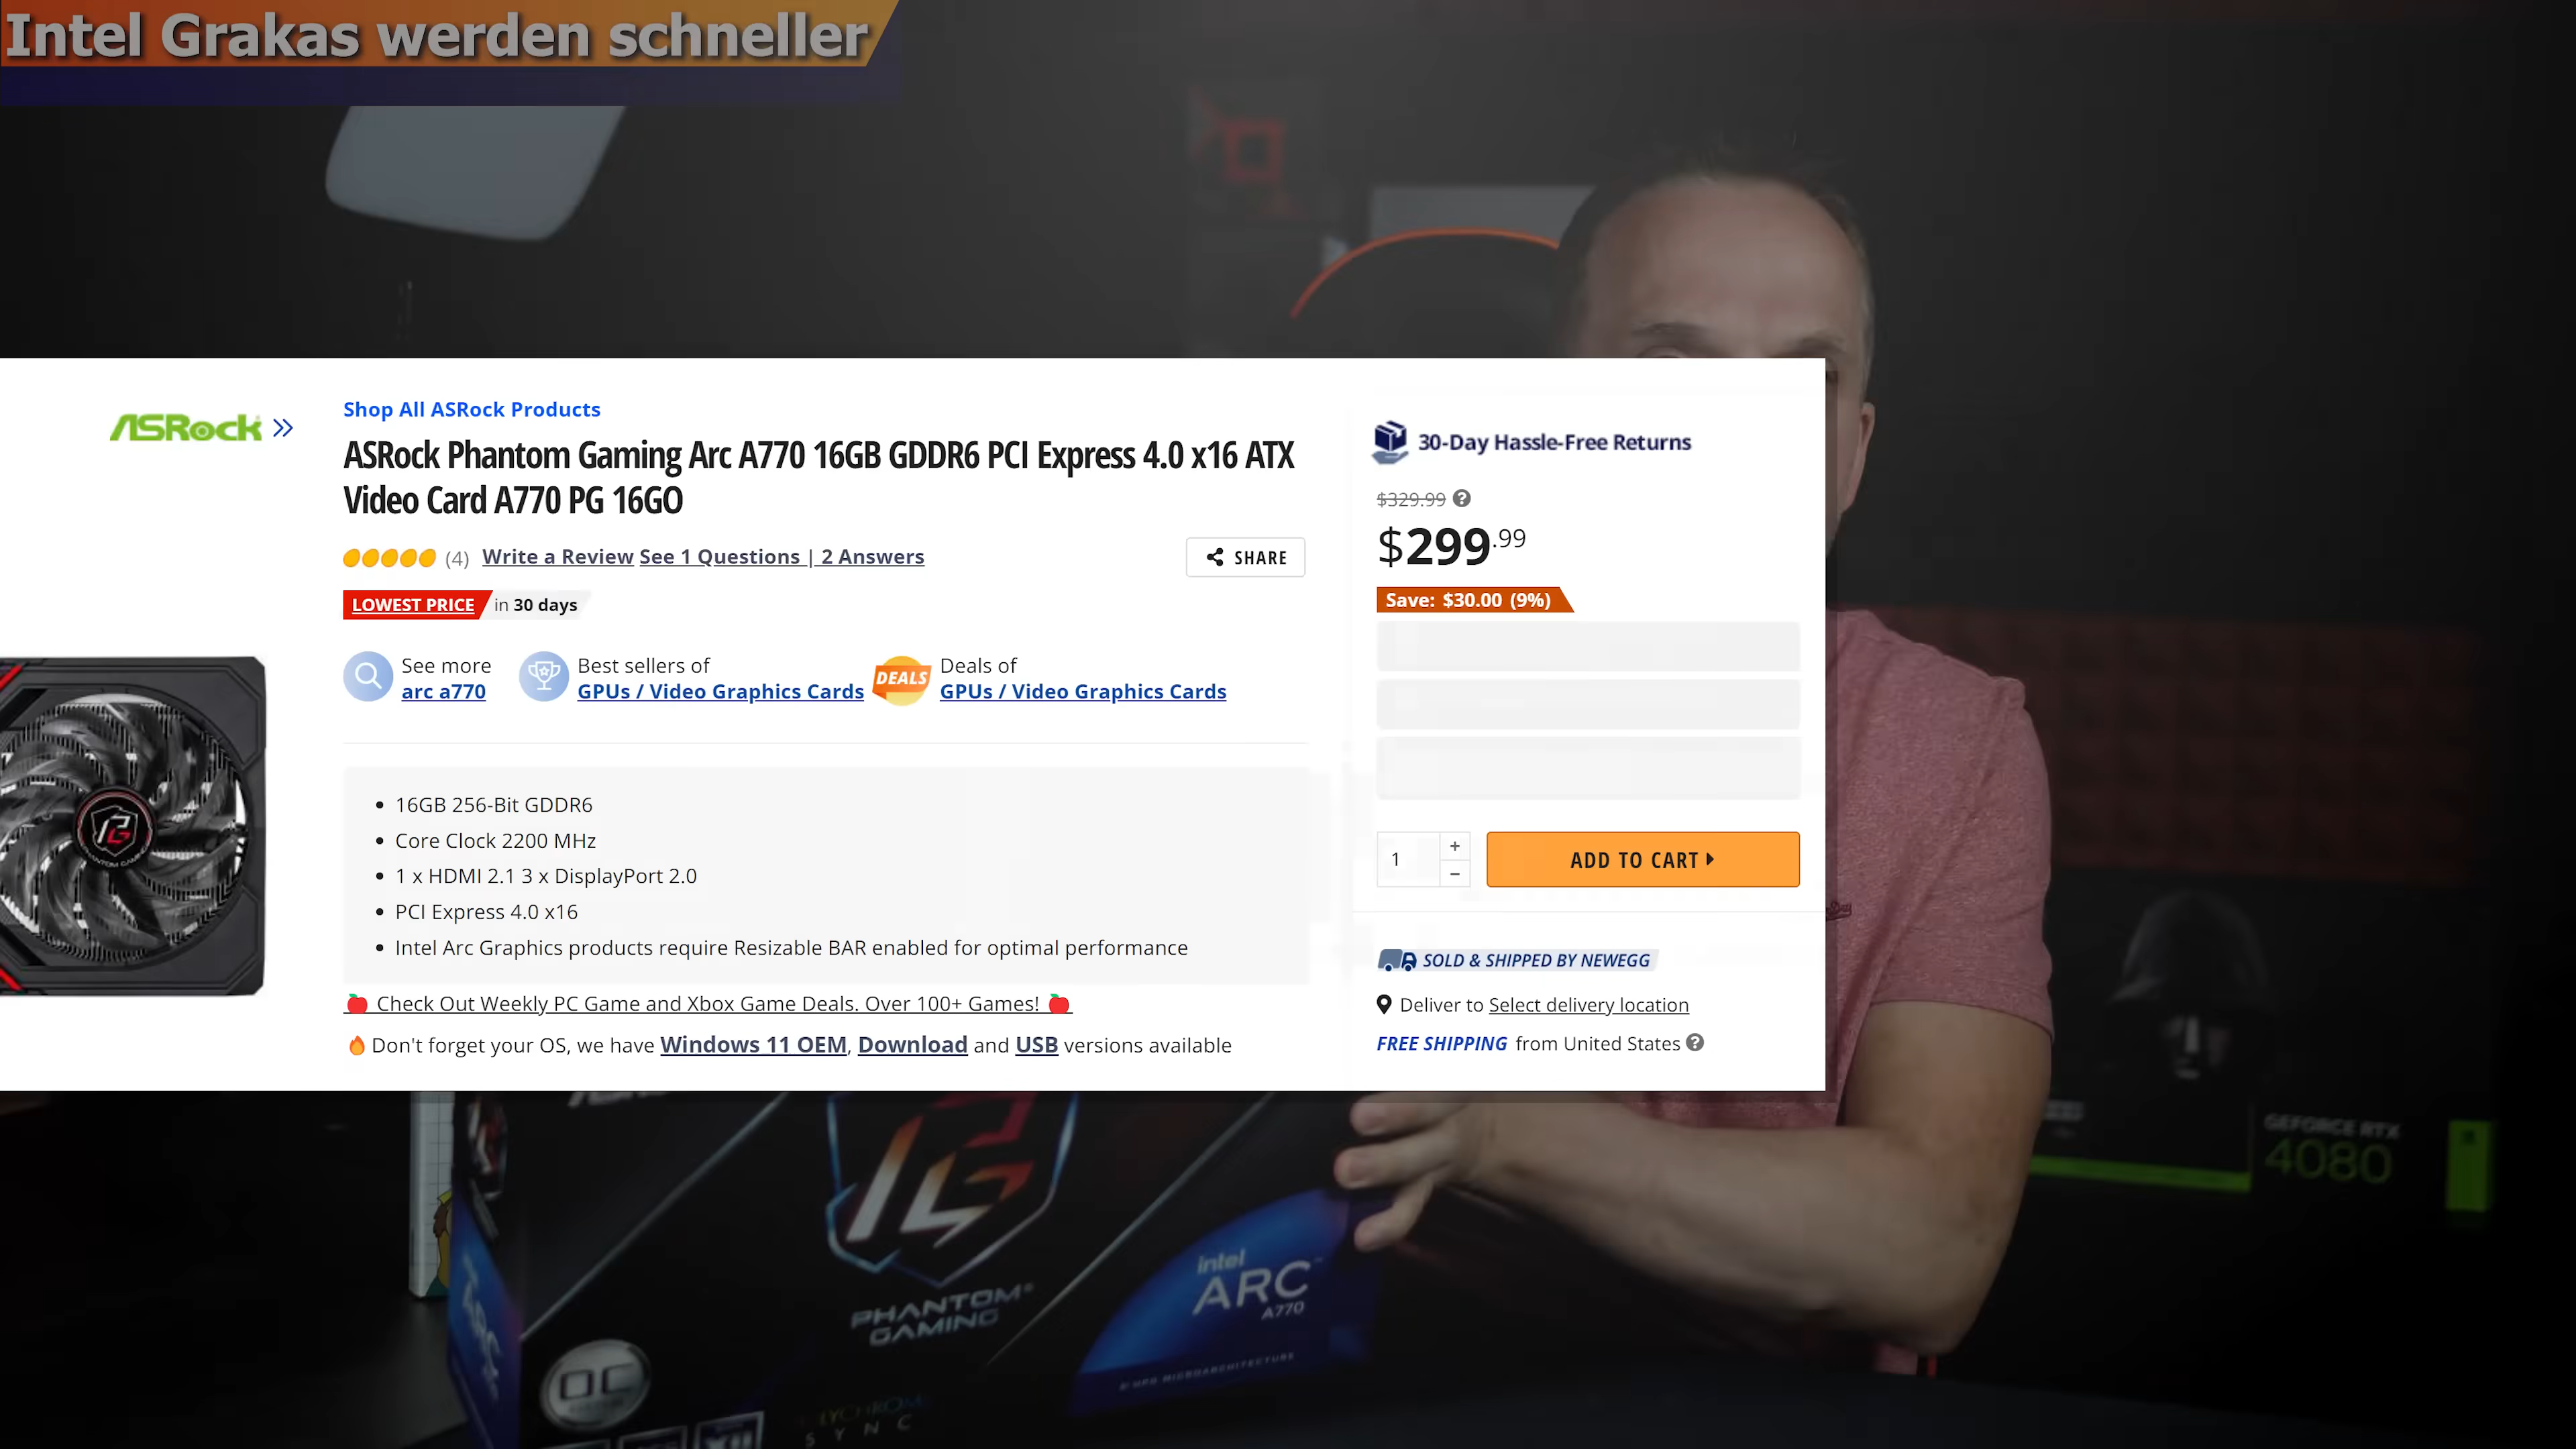 Intel Grakas werden schneller
ASRock
Shop All ASRock Products
ASRock Phantom Gaming Arc A770 16GB GDDR6 PCI Express 4.0 x16 ATX
Video Card A770 PG 16GO
(4) Write a Review See 1 Questions | 2 Answers
SHARE
LOWEST PRICE in 30 days
See more
arc a770
Best sellers of
GPUs / Video Graphics Cards
DEALS
Deals of
GPUs / Video Graphics Cards
16GB 256-Bit GDDR6
Core Clock 2200 MHz
1 x HDMI 2.1 3 x DisplayPort 2.0
PCI Express 4.0 x16
Intel Arc Graphics products require Resizable BAR enabled for optimal performance
Check Out Weekly PC Game and Xbox Game Deals. Over 100+ Games!
Don't forget your OS, we have Windows 11 OEM, Download and USB versions available
30-Day Hassle-Free Returns
$329.99
$299.99
Save: $30.00 (9%)
1
+
−
ADD TO CART
SOLD & SHIPPED BY NEWEGG
Deliver to Select delivery location
FREE SHIPPING from United States
PHANTOM GAMING
GEFORCE RTX
4080
intel
ARC
A770
PHANTOM®
GAMING
ARC
OC
SYNC